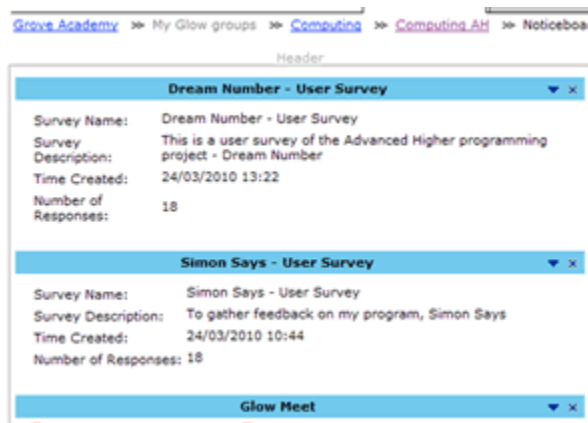 Grove Academy >> My Glow groups >> Computing >> Computing AH >> Noticeboa
Header
Dream Number - User Survey
Survey Name: Dream Number - User Survey
Survey Description: This is a user survey of the Advanced Higher programming
project - Dream Number
Time Created: 24/03/2010 13:22
Number of Responses: 18
Simon Says - User Survey
Survey Name: Simon Says - User Survey
Survey Description: To gather feedback on my program, Simon Says
Time Created: 24/03/2010 10:44
Number of Responses: 18
Glow Meet